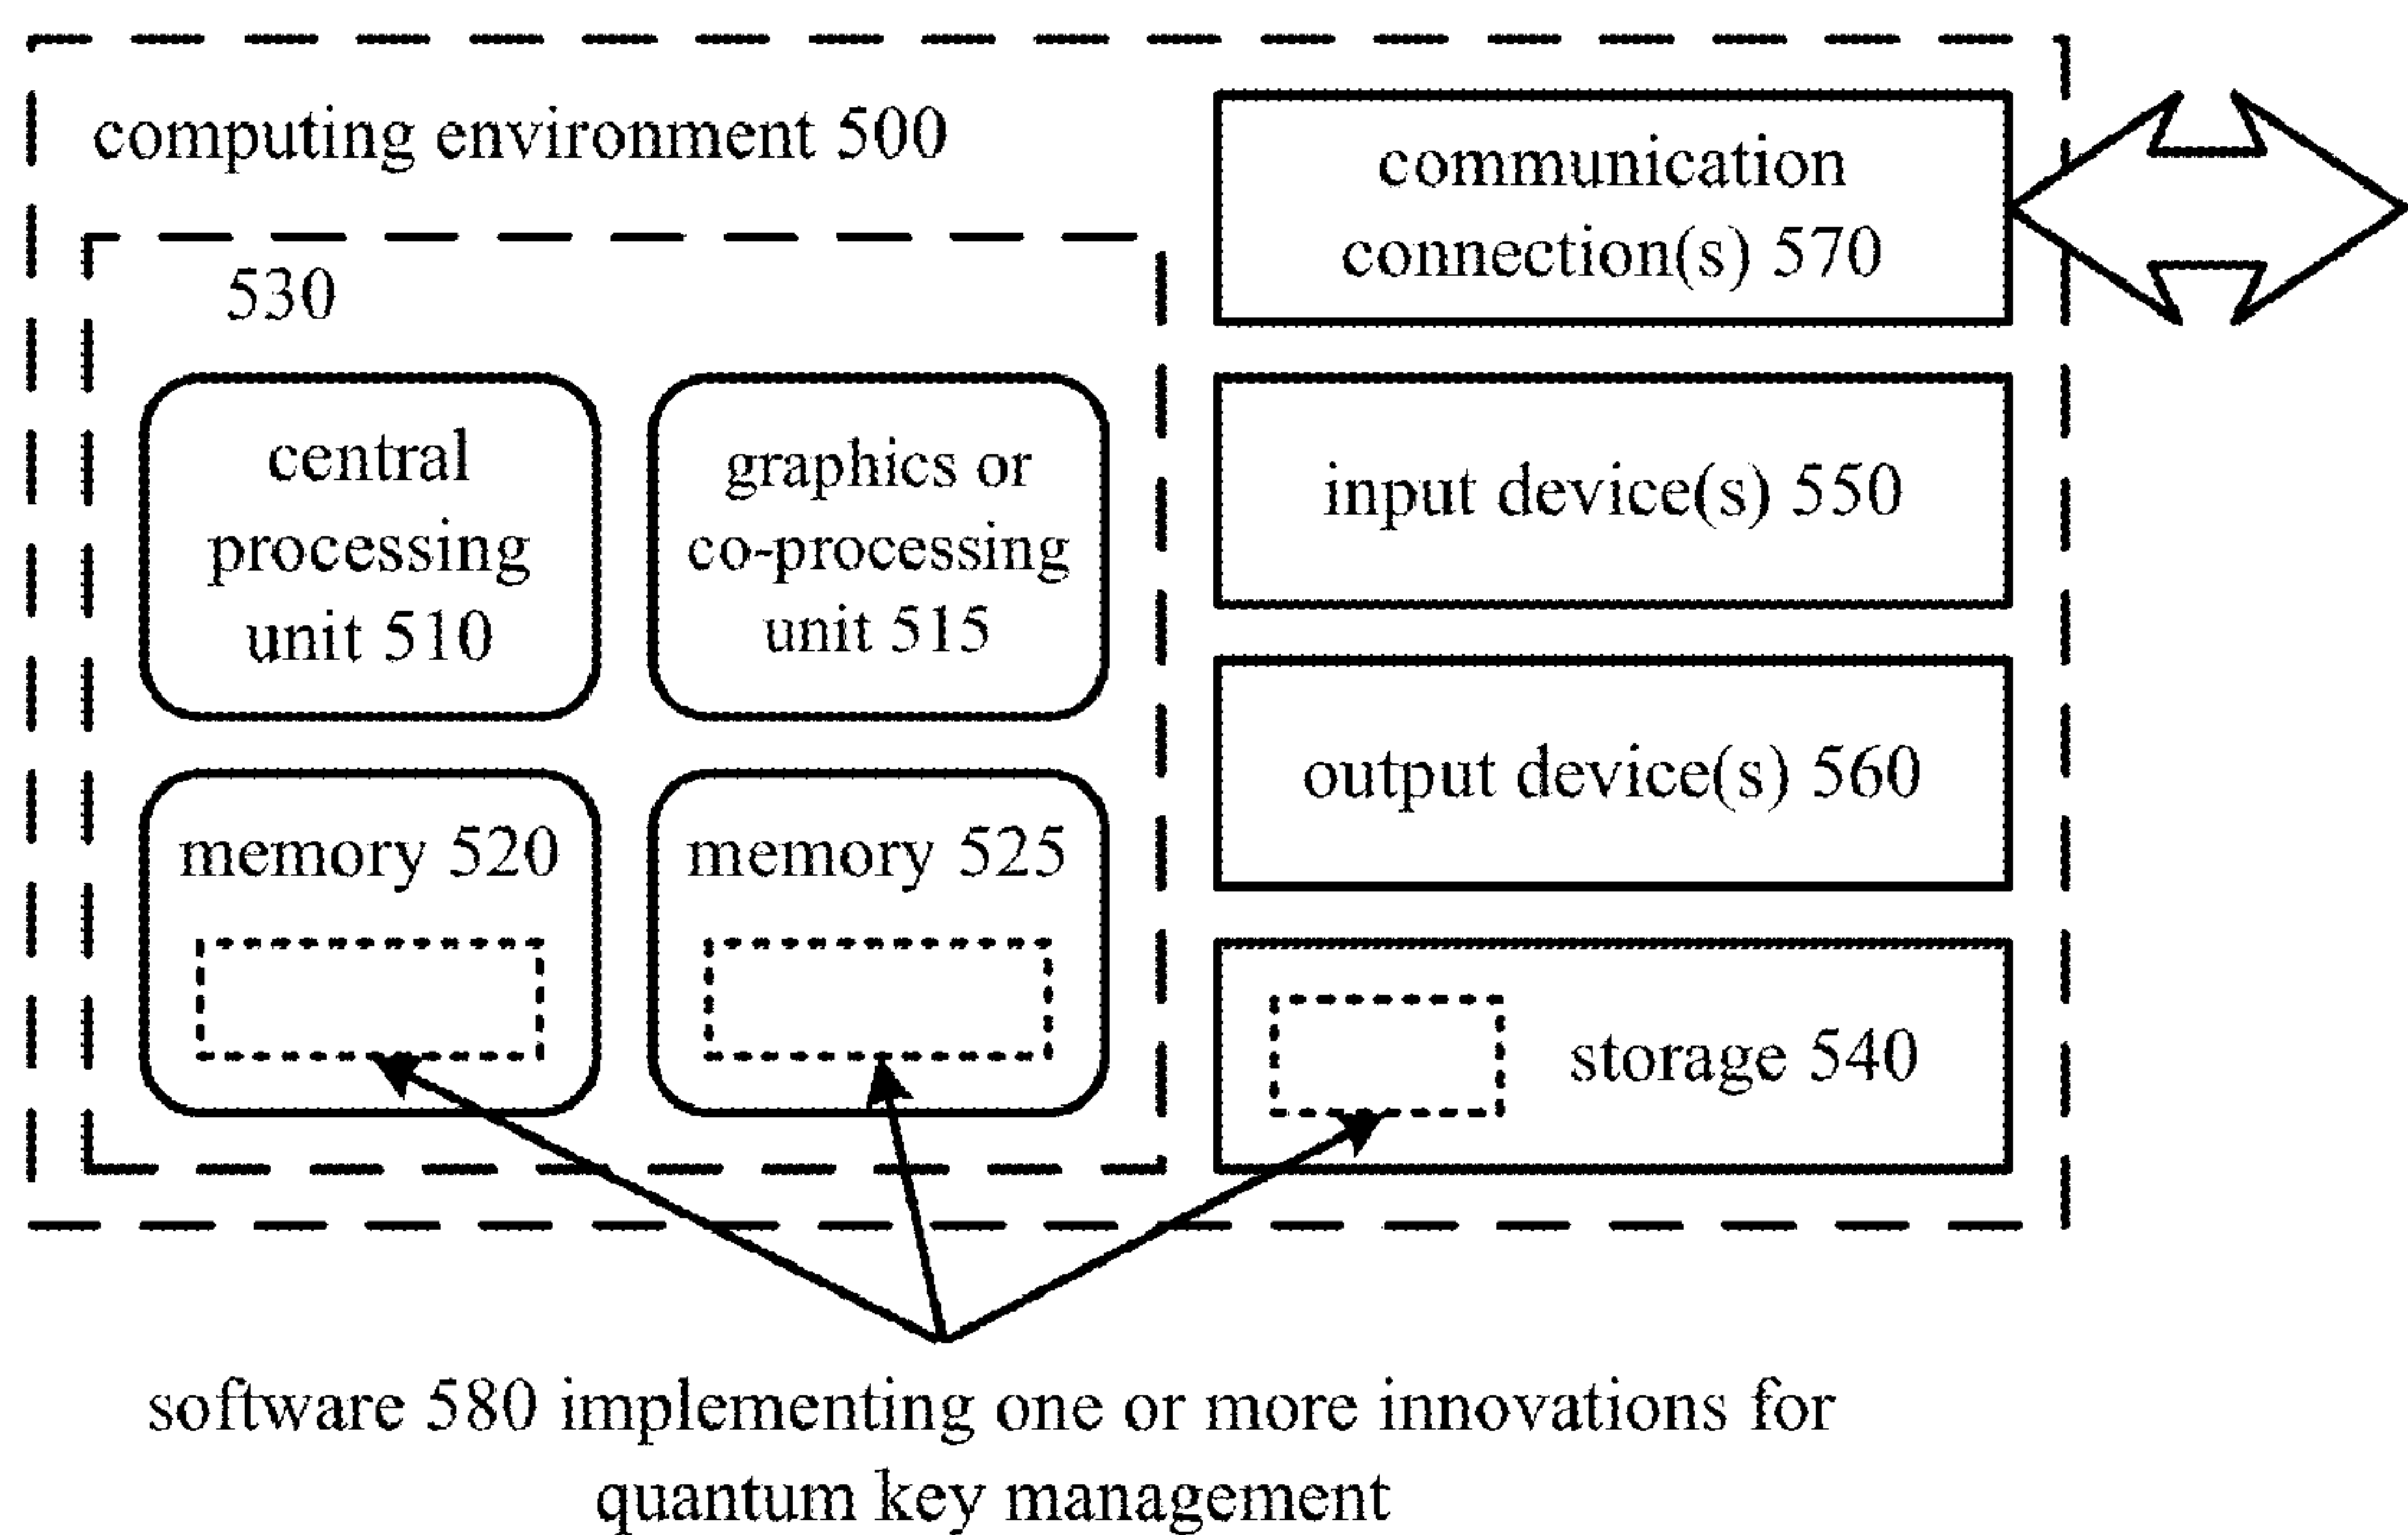 computing environment 500
530
central
processing
unit 510
graphics or
co-processing
unit 515
memory 520
memory 525
communication
connection(s) 570
input device(s) 550
output device(s) 560
storage 540
software 580 implementing one or more innovations for
quantum key management